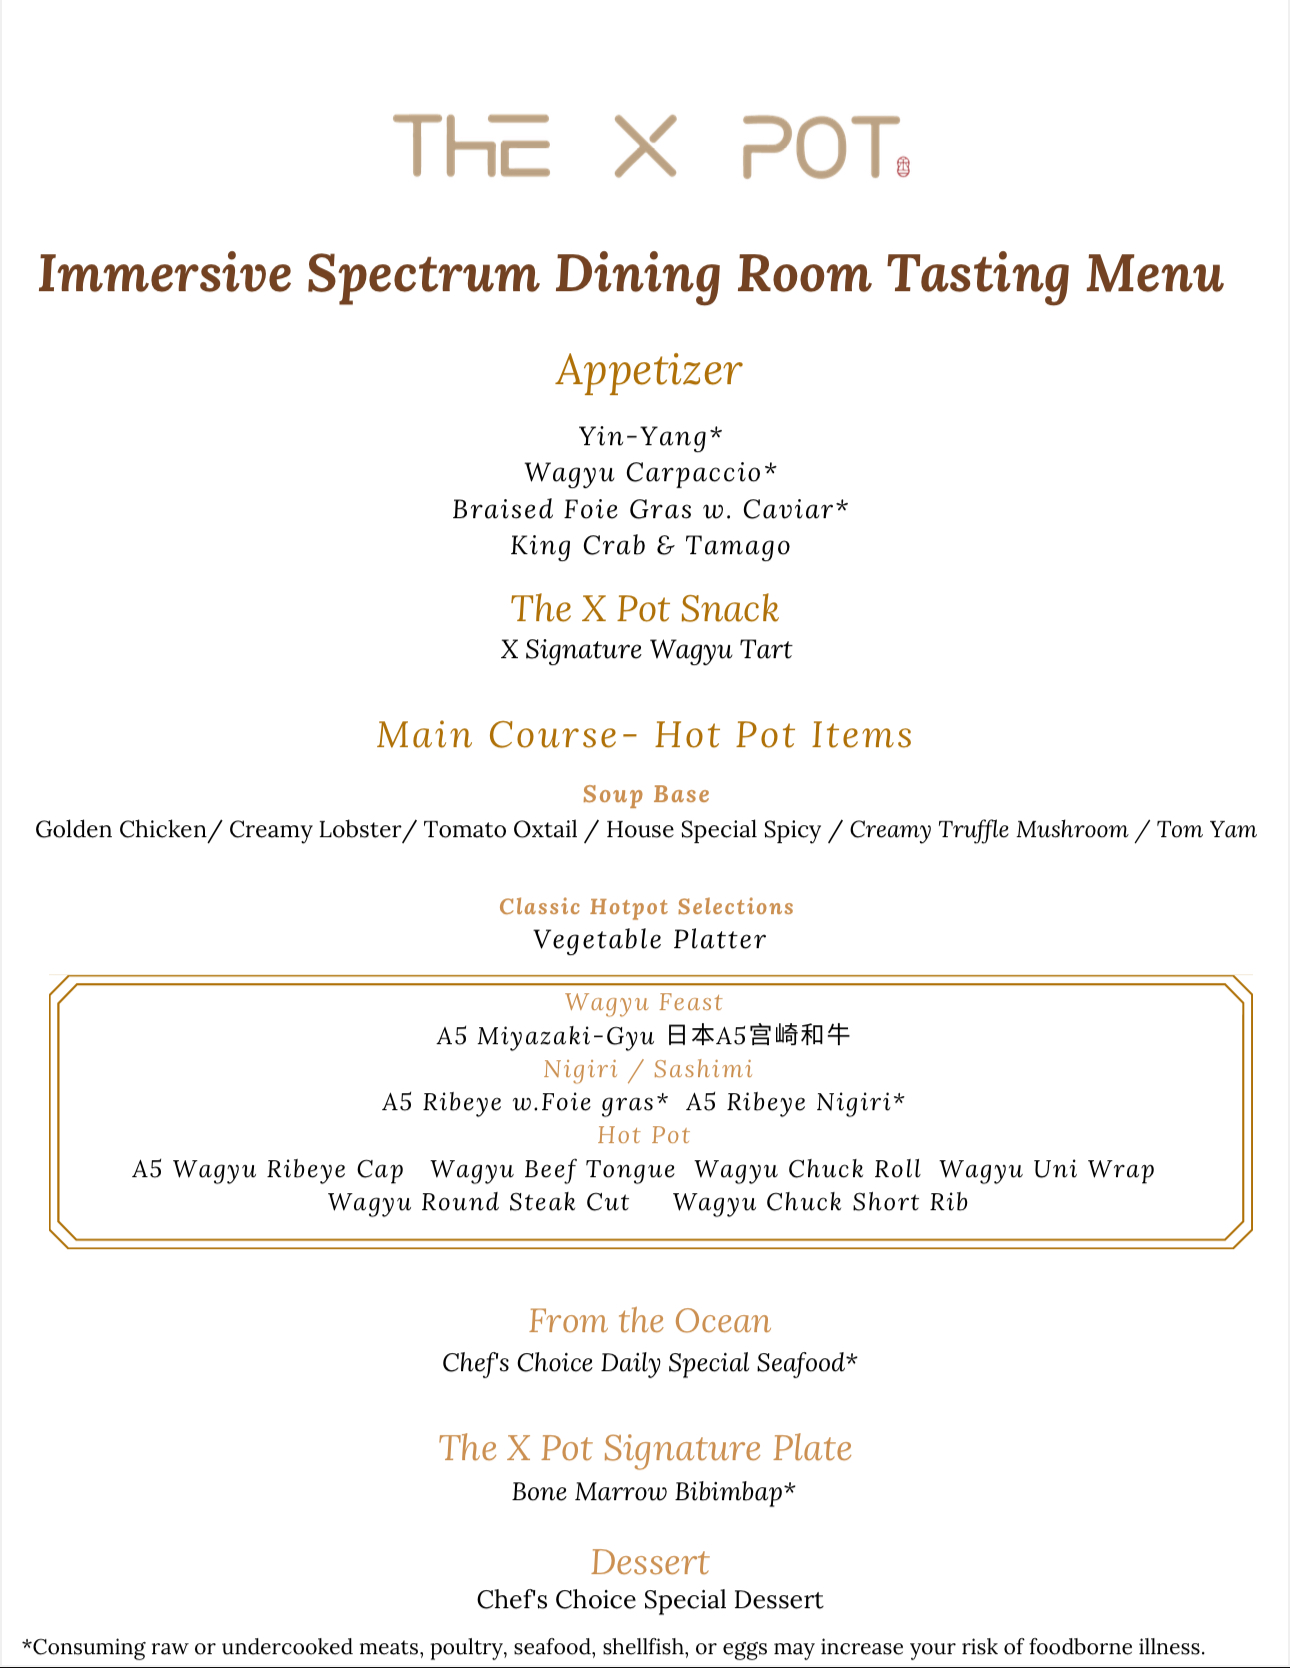 THE X POT
Immersive Spectrum Dining Room Tasting Menu
Appetizer
Yin-Yang*
Wagyu Carpaccio*
Braised Foie Gras w. Caviar*
King Crab & Tamago
The X Pot Snack
X Signature Wagyu Tart
Main Course- Hot Pot Items
Soup Base
Golden Chicken/ Creamy Lobster/ Tomato Oxtail / House Special Spicy / Creamy Truffle Mushroom / Tom Yam
Classic Hotpot Selections
Vegetable Platter
Wagyu Feast
A5 Miyazaki-Gyu 日本A5宫崎和牛
Nigiri / Sashimi
A5 Ribeye w.Foie gras* A5 Ribeye Nigiri*
Hot Pot
A5 Wagyu Ribeye Cap Wagyu Beef Tongue Wagyu Chuck Roll Wagyu Uni Wrap
Wagyu Round Steak Cut Wagyu Chuck Short Rib
From the Ocean
Chef's Choice Daily Special Seafood*
The X Pot Signature Plate
Bone Marrow Bibimbap*
Dessert
Chef's Choice Special Dessert
*Consuming raw or undercooked meats, poultry, seafood, shellfish, or eggs may increase your risk of foodborne illness.